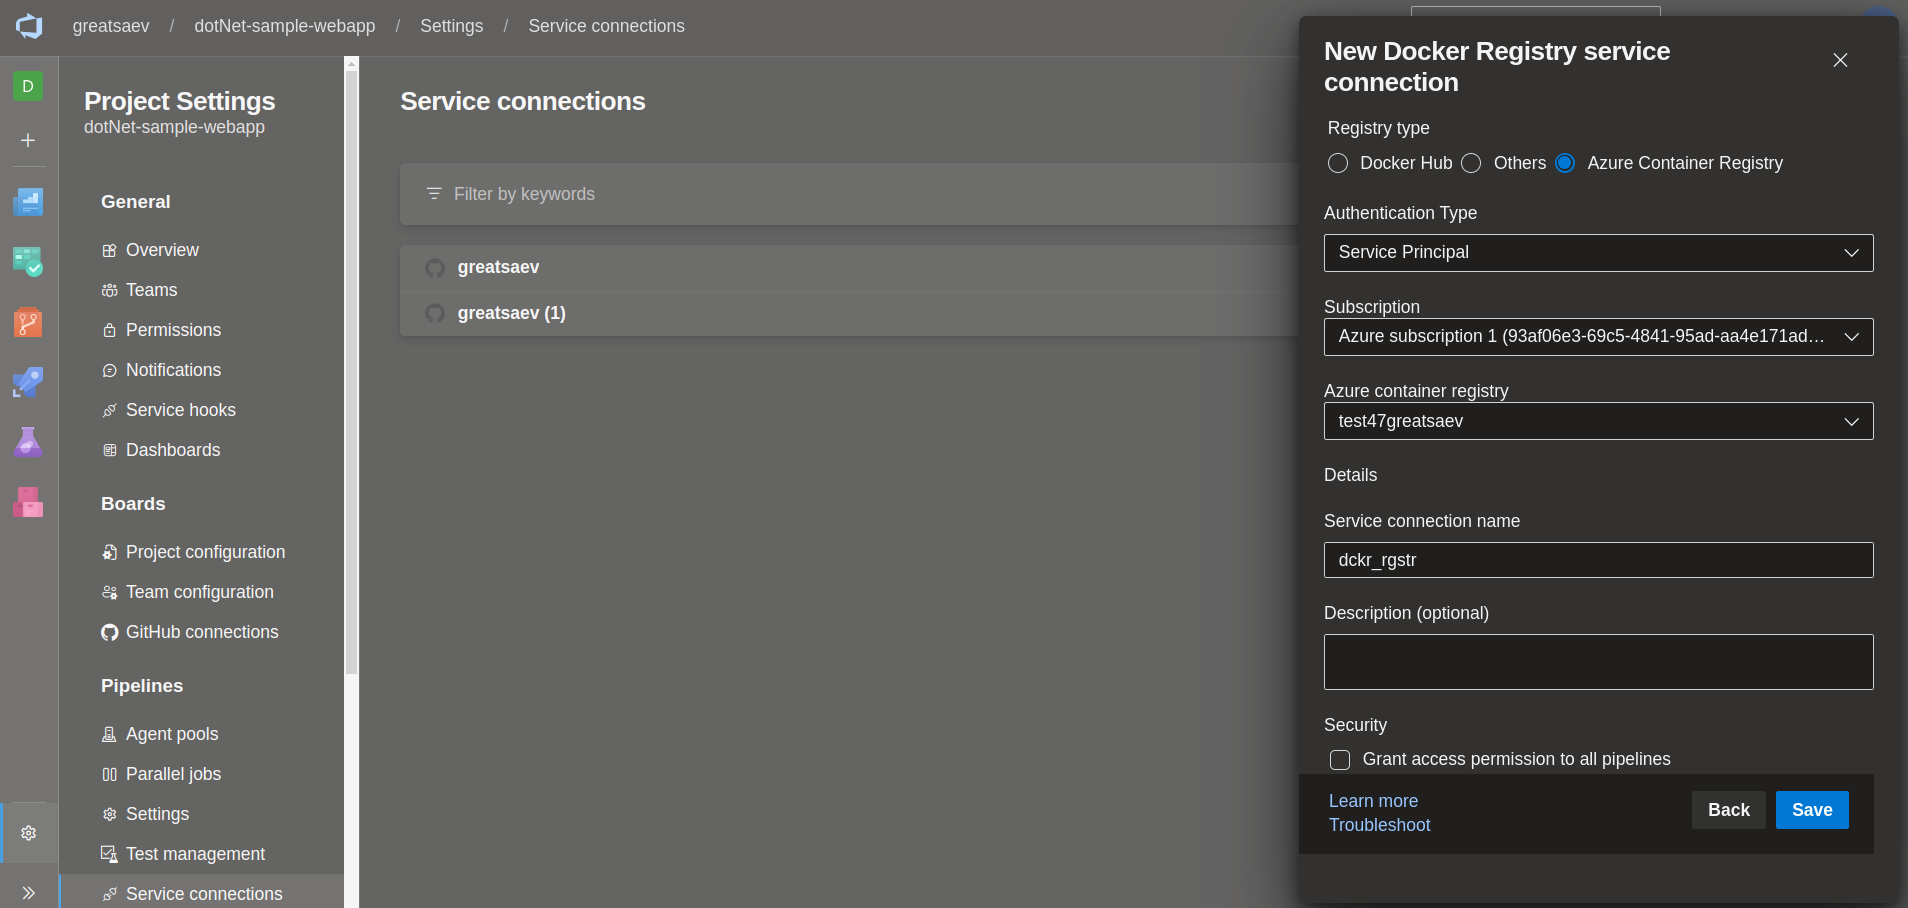 greatsaev / dotNet-sample-webapp / Settings / Service connections
D
Project Settings
dotNet-sample-webapp
General
Overview
Teams
Permissions
Notifications
Service hooks
Dashboards
Boards
Project configuration
Team configuration
GitHub connections
Pipelines
Agent pools
Parallel jobs
Settings
Test management
Service connections
Service connections
Filter by keywords
greatsaev
greatsaev (1)
New Docker Registry service
connection
Registry type
Docker Hub Others Azure Container Registry
Authentication Type
Service Principal
Subscription
Azure subscription 1 (93af06e3-69c5-4841-95ad-aa4e171ad...
Azure container registry
test47greatsaev
Details
Service connection name
dckr_rgstr
Description (optional)
Security
Grant access permission to all pipelines
Learn more
Troubleshoot
Back
Save